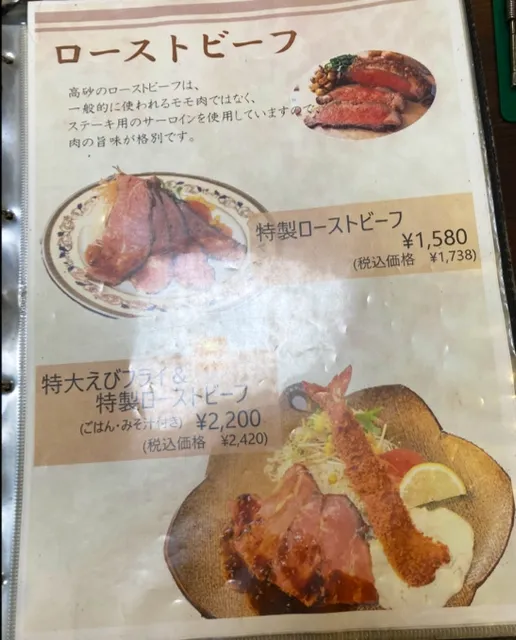 ローストビーフ
高砂のローストビーフは、
一般的に使われるモモ肉ではなく、
ステーキ用のサーロインを使用していますので
肉の旨味が格別です。
特製ローストビーフ
¥1,580
(税込価格 ¥1,738)
特大えびフライ&
特製ローストビーフ
(ごはん・みそ汁付き) ¥2,200
(税込価格 ¥2,420)